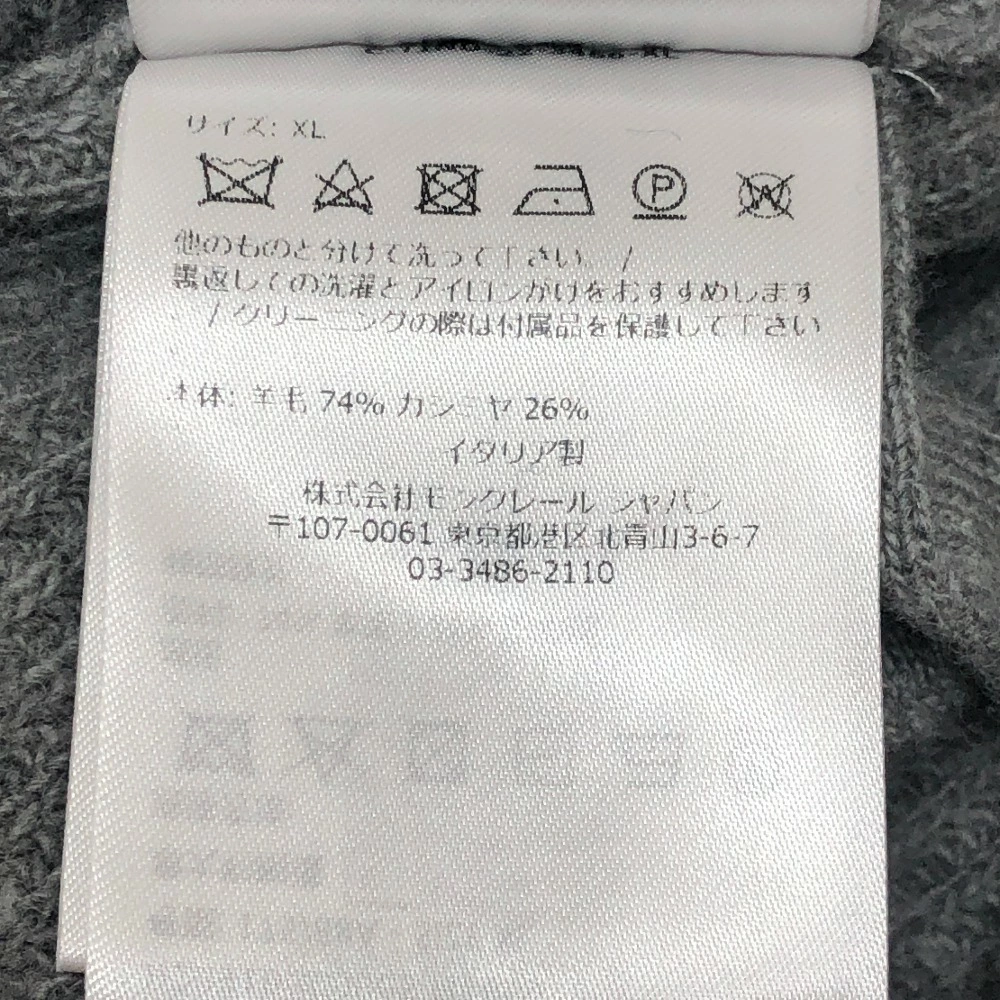 サイズ: XL
P
W
他のものと分けて洗って下さい /
裏返しての洗濯とアイロンかけをおすすめします
/ クリーニングの際は付属品を保護して下さい
本体: 羊毛 74% カシミヤ 26%
イタリア製
株式会社モンクレール ジャパン
〒107-0061 東京都港区北青山3-6-7
03-3486-2110